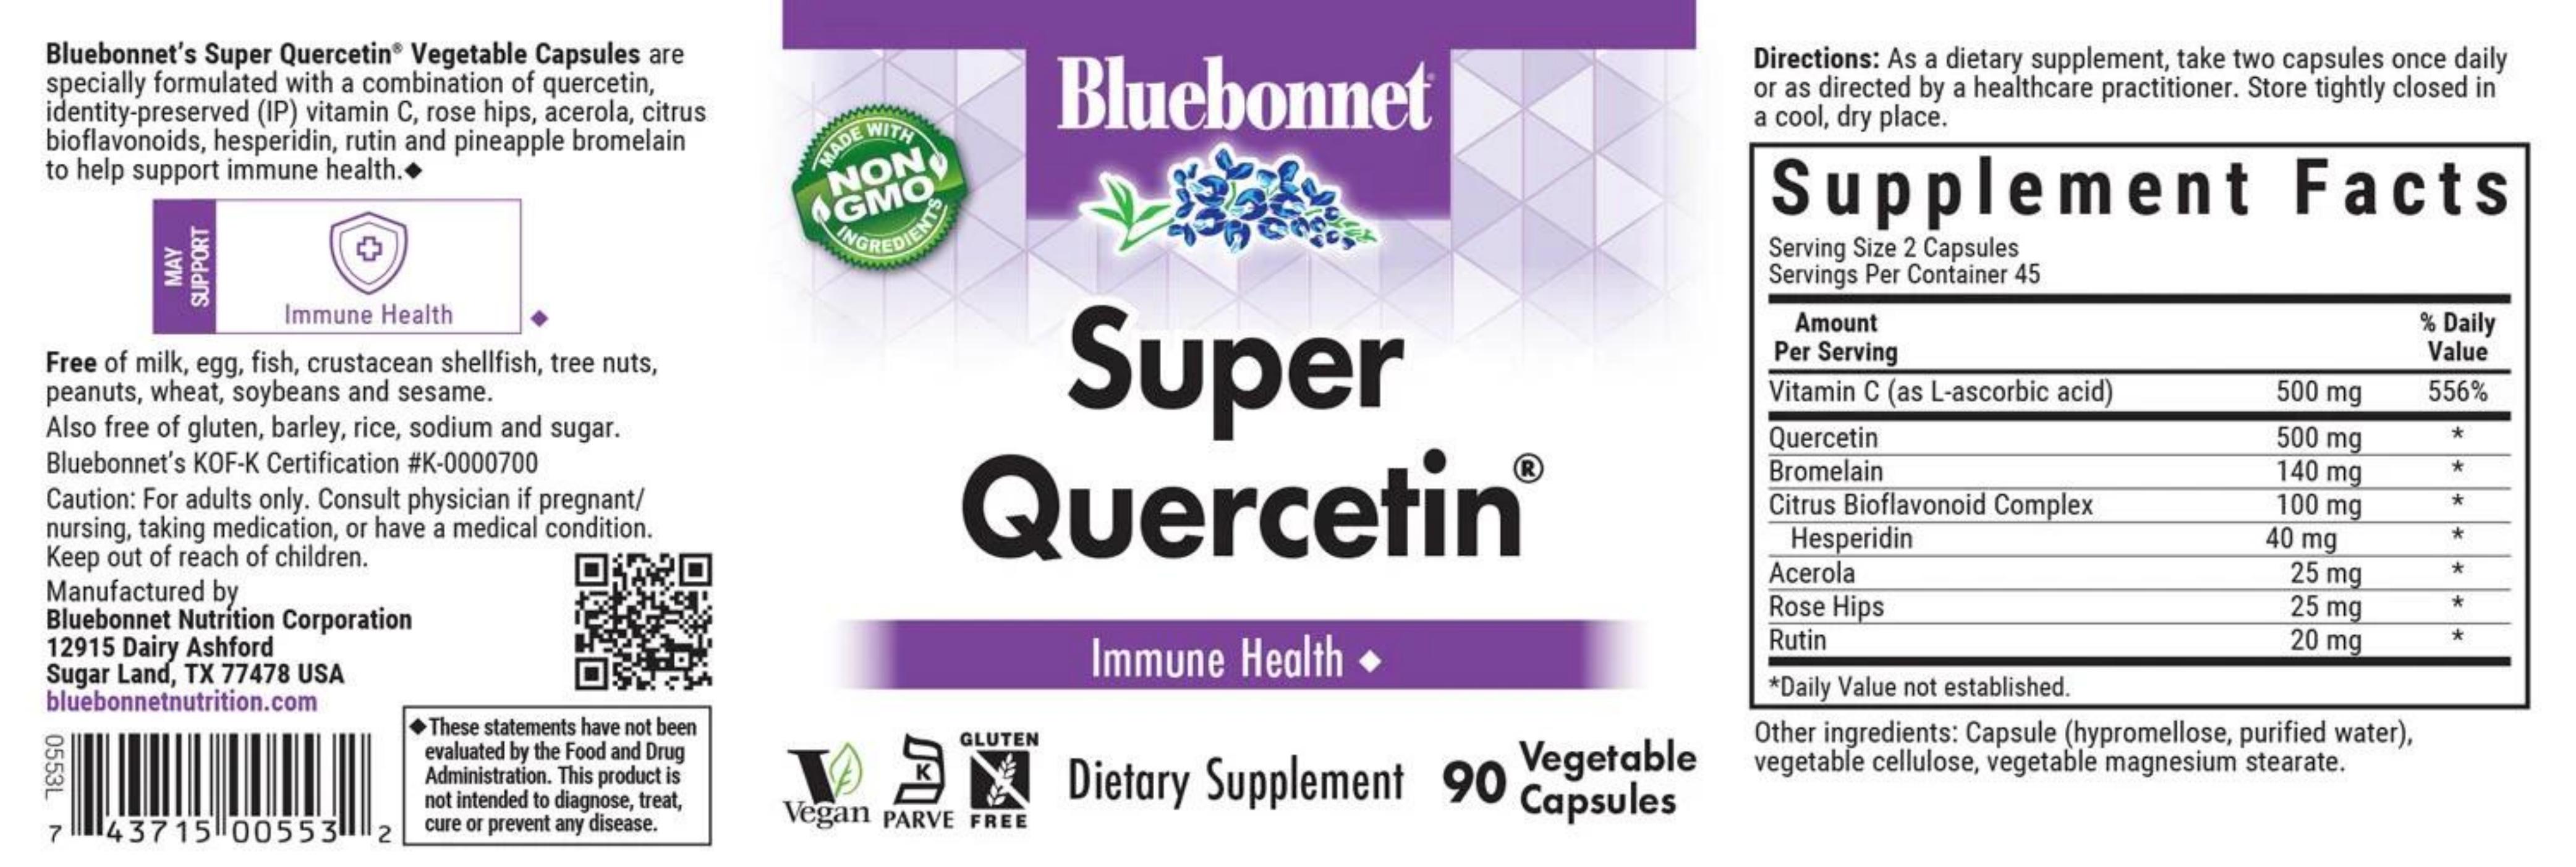 Bluebonnet's Super Quercetin® Vegetable Capsules are
specially formulated with a combination of quercetin,
identity-preserved (IP) vitamin C, rose hips, acerola, citrus
bioflavonoids, hesperidin, rutin and pineapple bromelain
to help support immune health.◆
MAY
SUPPORT
Immune Health
◆
Free of milk, egg, fish, crustacean shellfish, tree nuts,
peanuts, wheat, soybeans and sesame.
Also free of gluten, barley, rice, sodium and sugar.
Bluebonnet's KOF-K Certification #K-0000700
Caution: For adults only. Consult physician if pregnant/
nursing, taking medication, or have a medical condition.
Keep out of reach of children.
Manufactured by
Bluebonnet Nutrition Corporation
12915 Dairy Ashford
Sugar Land, TX 77478 USA
bluebonnetnutrition.com
0553L
7 43715 00553 2
◆These statements have not been
evaluated by the Food and Drug
Administration. This product is
not intended to diagnose, treat,
cure or prevent any disease.
MADE WITH
NON
GMO
INGREDIENTS
Bluebonnet®
Super
Quercetin®
Immune Health ◆
Vegan
K
PARVE
GLUTEN
FREE
Dietary Supplement
90 Vegetable
Capsules
Directions: As a dietary supplement, take two capsules once daily
or as directed by a healthcare practitioner. Store tightly closed in
a cool, dry place.
Supplement Facts
Serving Size 2 Capsules
Servings Per Container 45
Amount % Daily
Per Serving Value
Vitamin C (as L-ascorbic acid) 500 mg 556%
Quercetin 500 mg *
Bromelain 140 mg *
Citrus Bioflavonoid Complex 100 mg *
Hesperidin 40 mg *
Acerola 25 mg *
Rose Hips 25 mg *
Rutin 20 mg *
*Daily Value not established.
Other ingredients: Capsule (hypromellose, purified water),
vegetable cellulose, vegetable magnesium stearate.